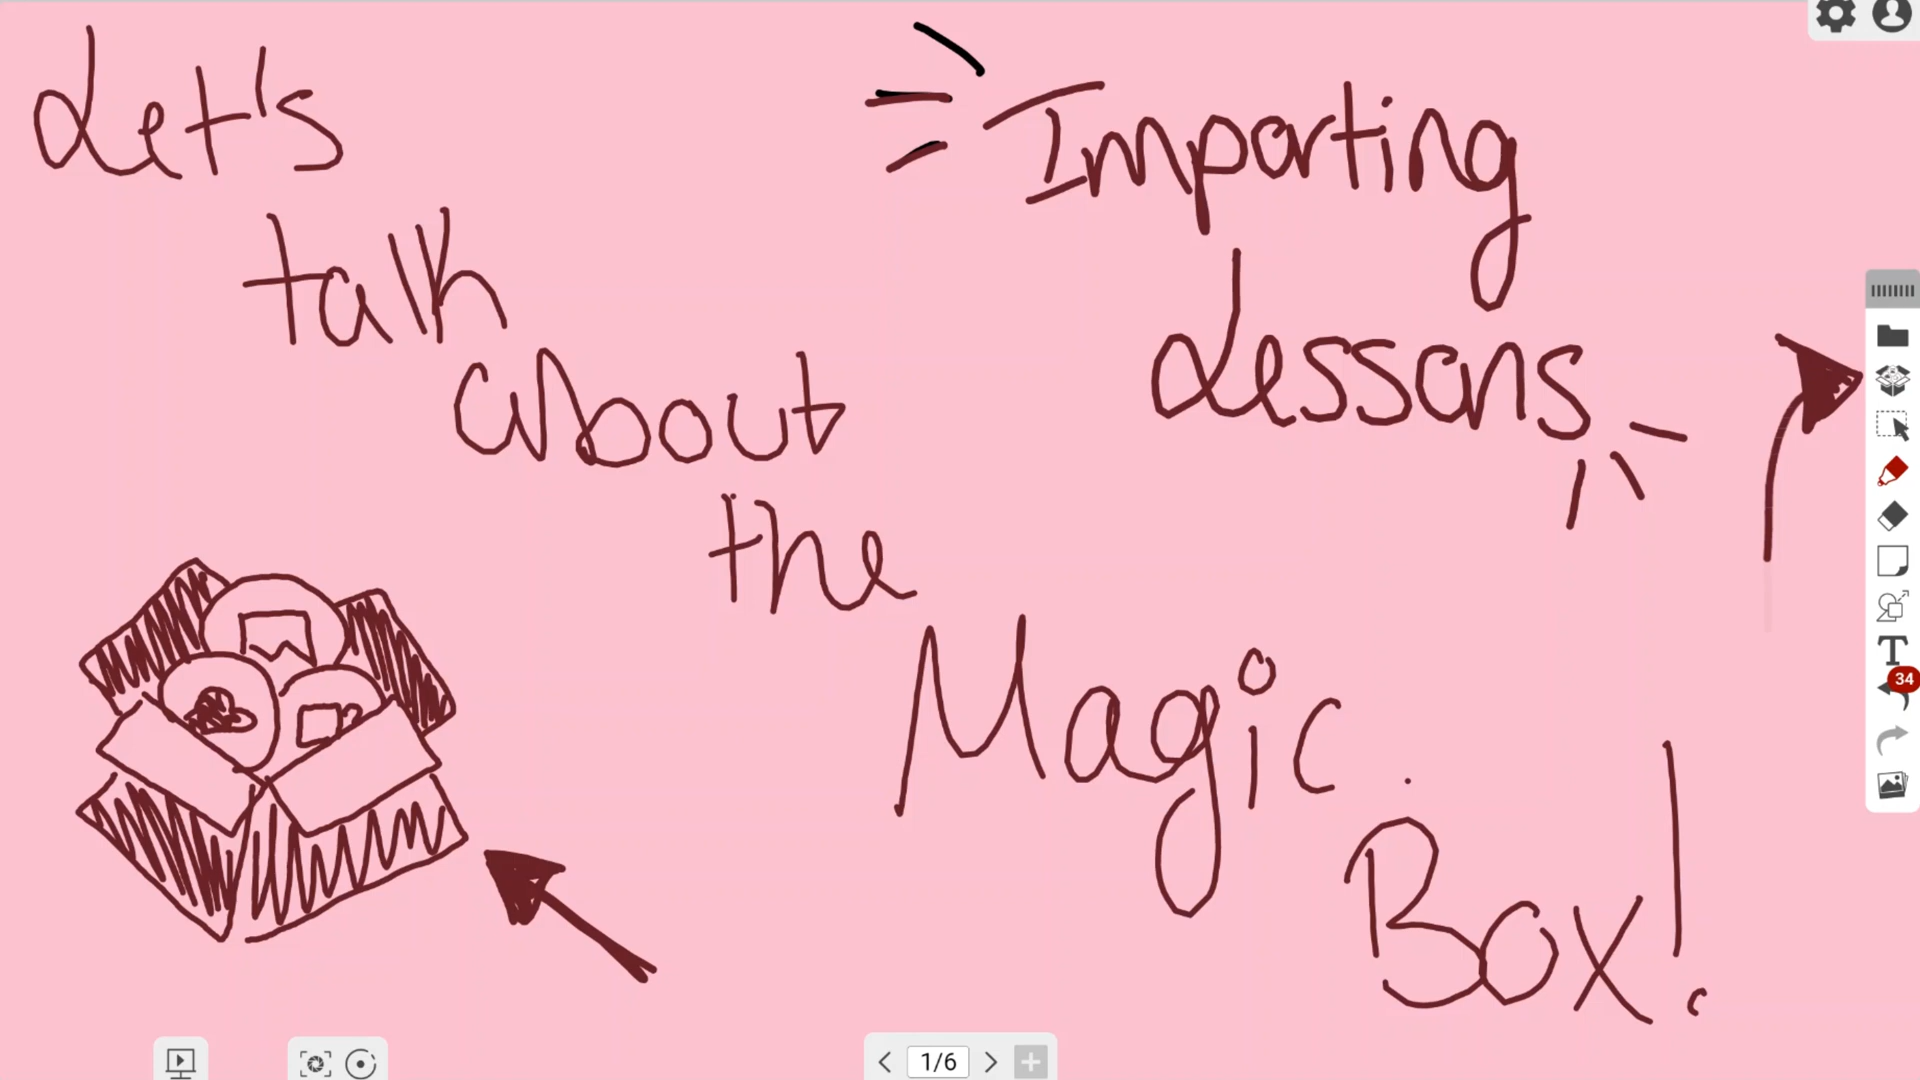 Let's
talk
about
the
Magic
Box!
Importing
Lessons
34
1/6